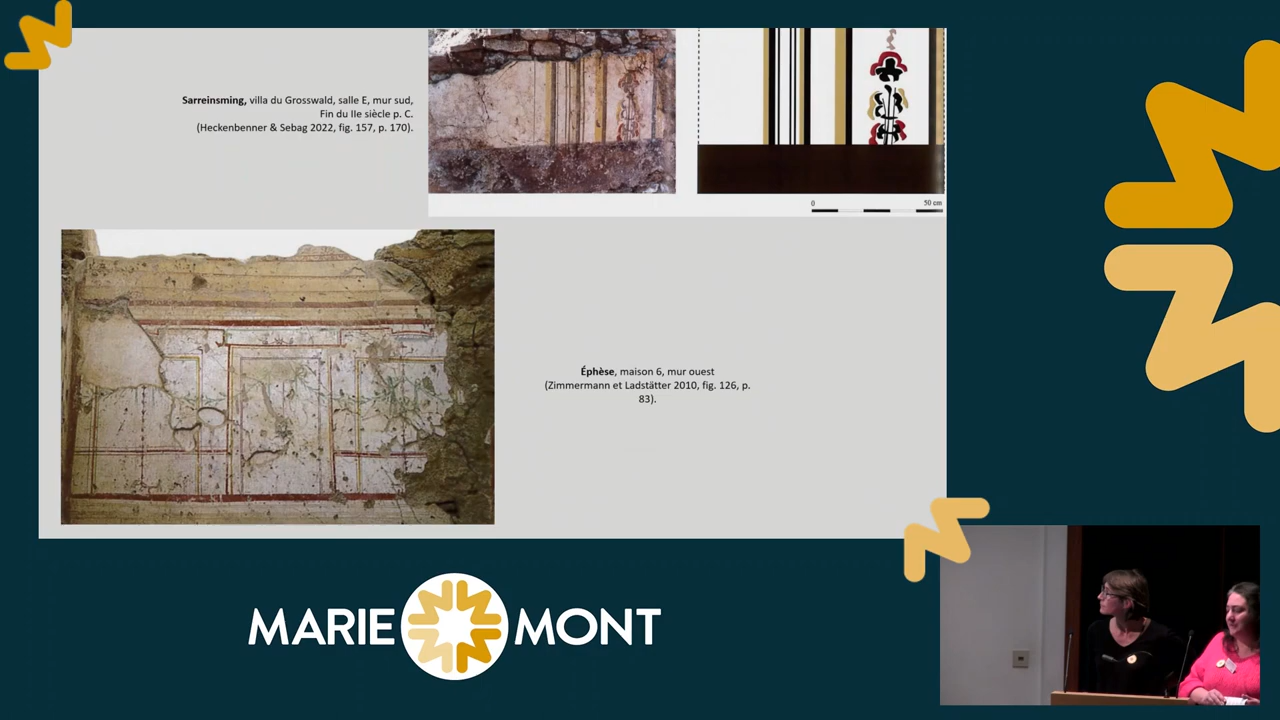 Sarreinsming, villa du Grosswald, salle E, mur sud,
Fin du IIe siècle p. C.
(Heckenbenner & Sebag 2022, fig. 157, p. 170).
0 50 cm
Éphèse, maison 6, mur ouest
(Zimmermann et Ladstätter 2010, fig. 126, p.
83).
MARIE MONT